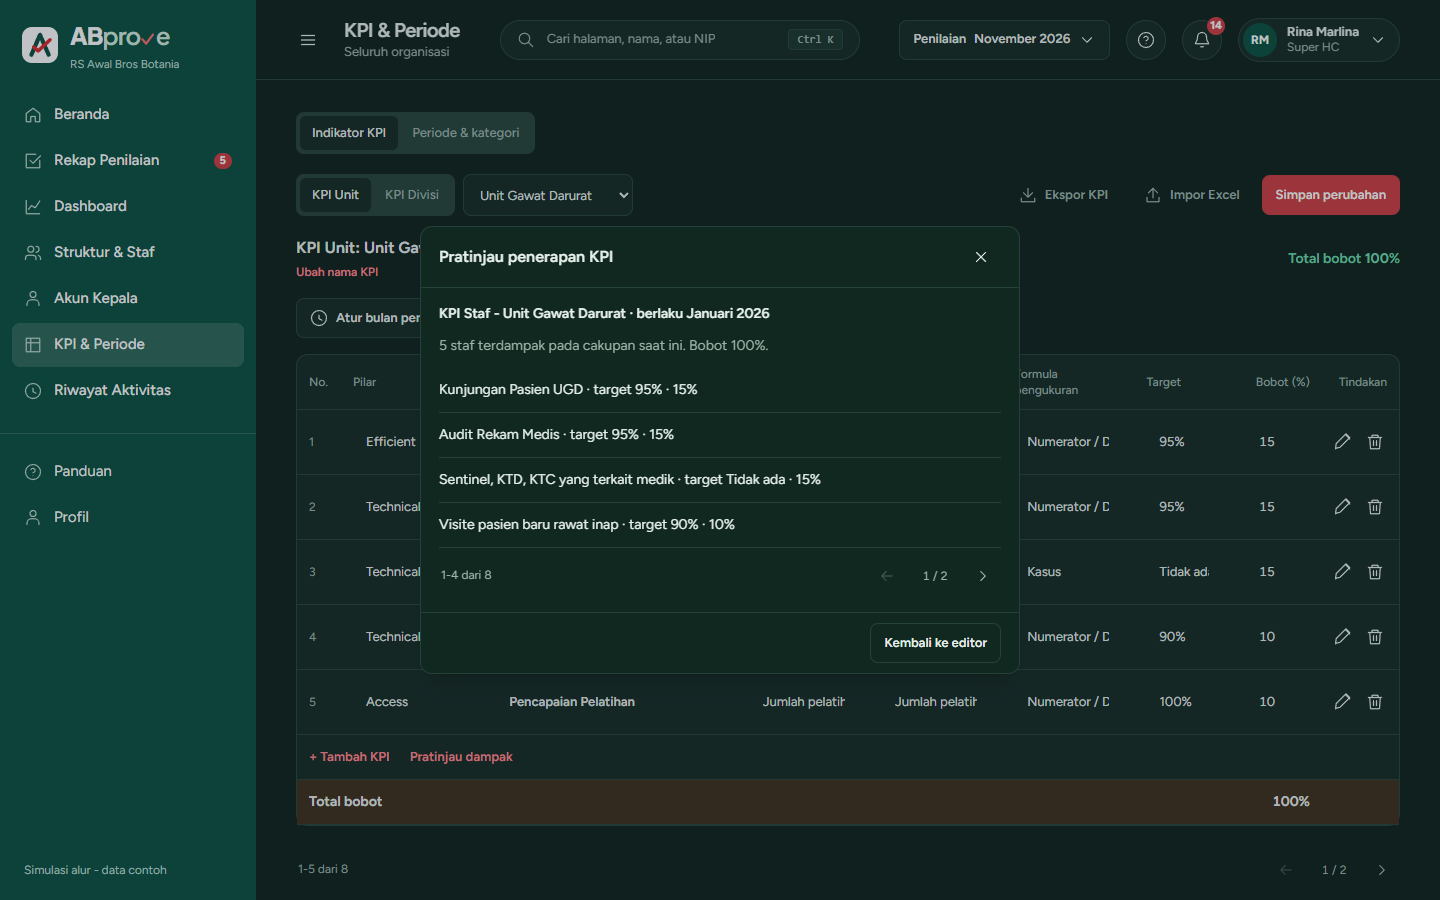 ABprove
RS Awal Bros Botania
Beranda
Rekap Penilaian 5
Dashboard
Struktur & Staf
Akun Kepala
KPI & Periode
Riwayat Aktivitas
Panduan
Profil
Simulasi alur - data contoh
KPI & Periode
Seluruh organisasi
Cari halaman, nama, atau NIP Ctrl K
Penilaian November 2026
14
RM
Rina Marlina
Super HC
Indikator KPI Periode & kategori
KPI Unit KPI Divisi Unit Gawat Darurat
Ekspor KPI Impor Excel Simpan perubahan
KPI Unit: Unit Ga
Ubah nama KPI
Total bobot 100%
Atur bulan per
Pratinjau penerapan KPI
KPI Staf - Unit Gawat Darurat · berlaku Januari 2026
5 staf terdampak pada cakupan saat ini. Bobot 100%.
Kunjungan Pasien UGD · target 95% · 15%
Audit Rekam Medis · target 95% · 15%
Sentinel, KTD, KTC yang terkait medik · target Tidak ada · 15%
Visite pasien baru rawat inap · target 90% · 10%
1-4 dari 8 1 / 2
Kembali ke editor
No. Pilar ormula pengukuran Target Bobot (%) Tindakan
1 Efficient Numerator / D 95% 15
2 Technical Numerator / D 95% 15
3 Technical Kasus Tidak ada 15
4 Technical Numerator / D 90% 10
5 Access Pencapaian Pelatihan Jumlah pelatih Jumlah pelatih Numerator / D 100% 10
+ Tambah KPI Pratinjau dampak
Total bobot 100%
1-5 dari 8 1 / 2